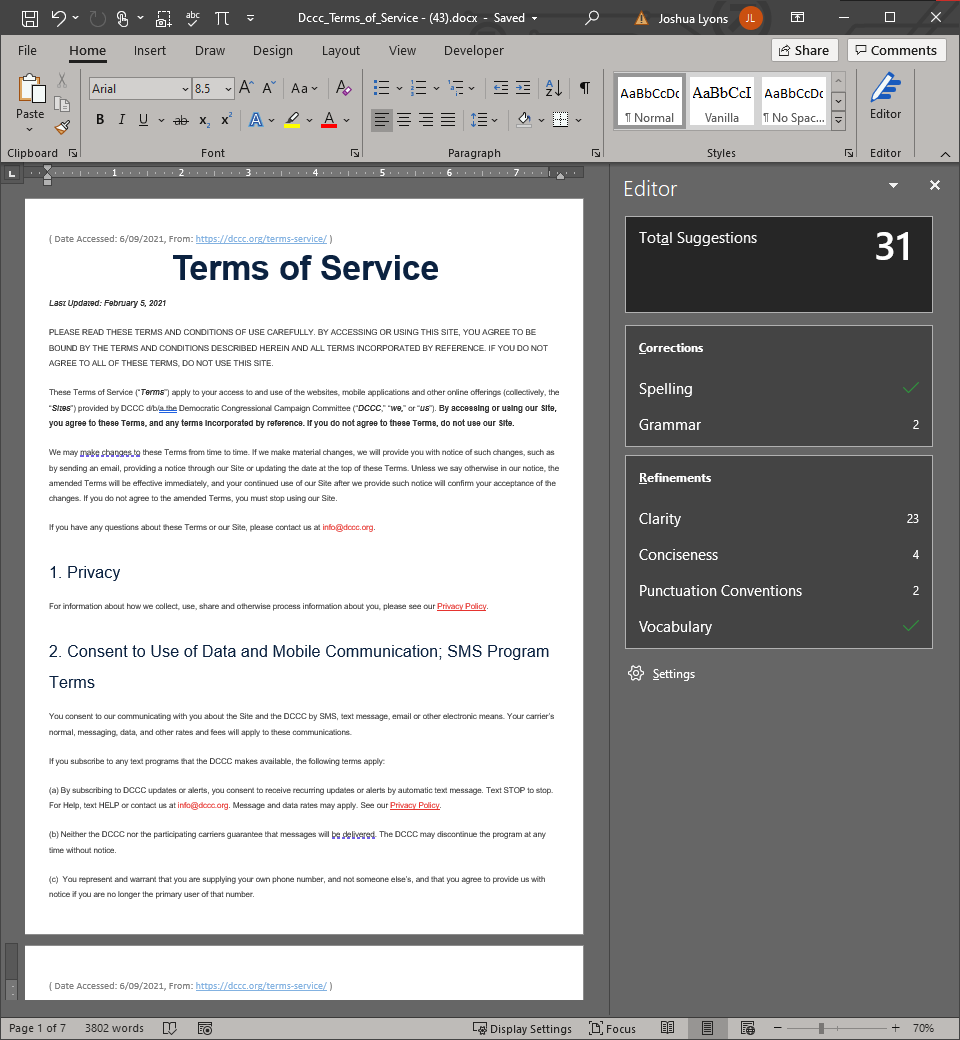 Dccc_Terms_of_Service - (43).docx - Saved
Joshua Lyons JL
File Home Insert Draw Design Layout View Developer Share Comments
Arial 8.5 Aa A
Paste
B I U ab x₂ x² A A
AaBbCcDc AaBbCcI AaBbCcDc
¶ Normal Vanilla ¶ No Spac...
Editor
Clipboard Font Paragraph Styles Editor
1 2 3 4 5 6 7
( Date Accessed: 6/09/2021, From: https://dccc.org/terms-service/ )
Terms of Service
Last Updated: February 5, 2021
PLEASE READ THESE TERMS AND CONDITIONS OF USE CAREFULLY. BY ACCESSING OR USING THIS SITE, YOU AGREE TO BE
BOUND BY THE TERMS AND CONDITIONS DESCRIBED HEREIN AND ALL TERMS INCORPORATED BY REFERENCE. IF YOU DO NOT
AGREE TO ALL OF THESE TERMS, DO NOT USE THIS SITE.
These Terms of Service (“Terms”) apply to your access to and use of the websites, mobile applications and other online offerings (collectively, the
“Sites”) provided by DCCC d/b/a the Democratic Congressional Campaign Committee (“DCCC,” “we,” or “us”). By accessing or using our Site,
you agree to these Terms, and any terms incorporated by reference. If you do not agree to these Terms, do not use our Site.
We may make changes to these Terms from time to time. If we make material changes, we will provide you with notice of such changes, such as
by sending an email, providing a notice through our Site or updating the date at the top of these Terms. Unless we say otherwise in our notice, the
amended Terms will be effective immediately, and your continued use of our Site after we provide such notice will confirm your acceptance of the
changes. If you do not agree to the amended Terms, you must stop using our Site.
If you have any questions about these Terms or our Site, please contact us at info@dccc.org.
1. Privacy
For information about how we collect, use, share and otherwise process information about you, please see our Privacy Policy.
2. Consent to Use of Data and Mobile Communication; SMS Program
Terms
You consent to our communicating with you about the Site and the DCCC by SMS, text message, email or other electronic means. Your carrier’s
normal, messaging, data, and other rates and fees will apply to these communications.
If you subscribe to any text programs that the DCCC makes available, the following terms apply:
(a) By subscribing to DCCC updates or alerts, you consent to receive recurring updates or alerts by automatic text message. Text STOP to stop.
For Help, text HELP or contact us at info@dccc.org. Message and data rates may apply. See our Privacy Policy.
(b) Neither the DCCC nor the participating carriers guarantee that messages will be delivered. The DCCC may discontinue the program at any
time without notice.
(c) You represent and warrant that you are supplying your own phone number, and not someone else’s, and that you agree to provide us with
notice if you are no longer the primary user of that number.
( Date Accessed: 6/09/2021, From: https://dccc.org/terms-service/ )
Editor
Total Suggestions 31
Corrections
Spelling
Grammar 2
Refinements
Clarity 23
Conciseness 4
Punctuation Conventions 2
Vocabulary
Settings
Page 1 of 7 3802 words Display Settings Focus 70%